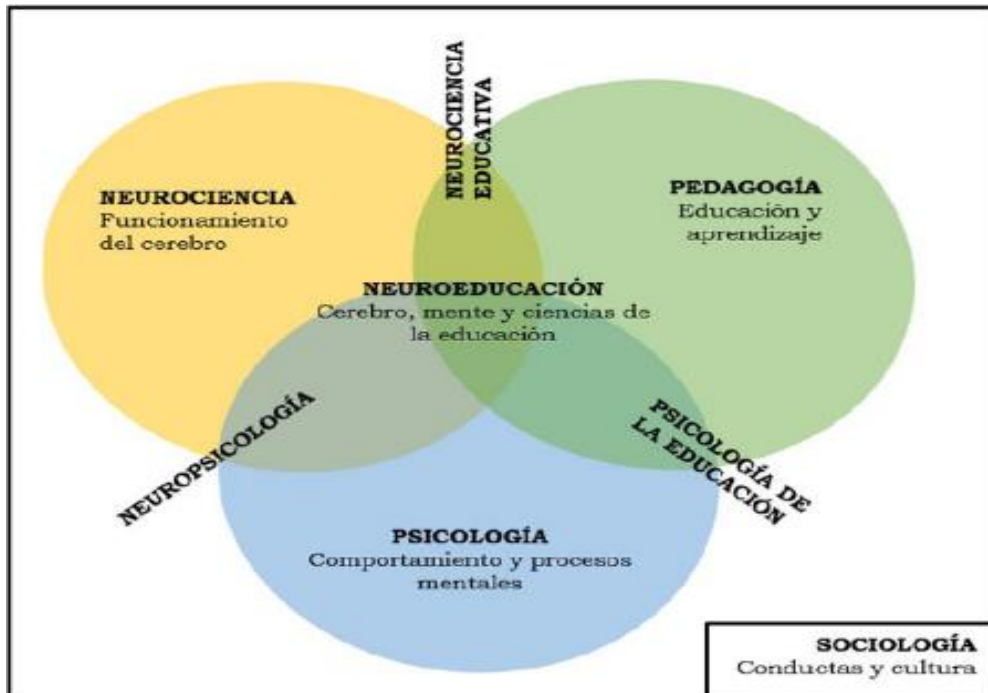 NEUROCIENCIA
EDUCATIVA
NEUROCIENCIA
Funcionamiento
del cerebro
PEDAGOGÍA
Educación y
aprendizaje
NEUROEDUCACIÓN
Cerebro, mente y ciencias de
la educación
NEUROPSICOLOGÍA
PSICOLOGÍA DE
LA EDUCACIÓN
PSICOLOGÍA
Comportamiento y procesos
mentales
SOCIOLOGÍA
Conductas y cultura